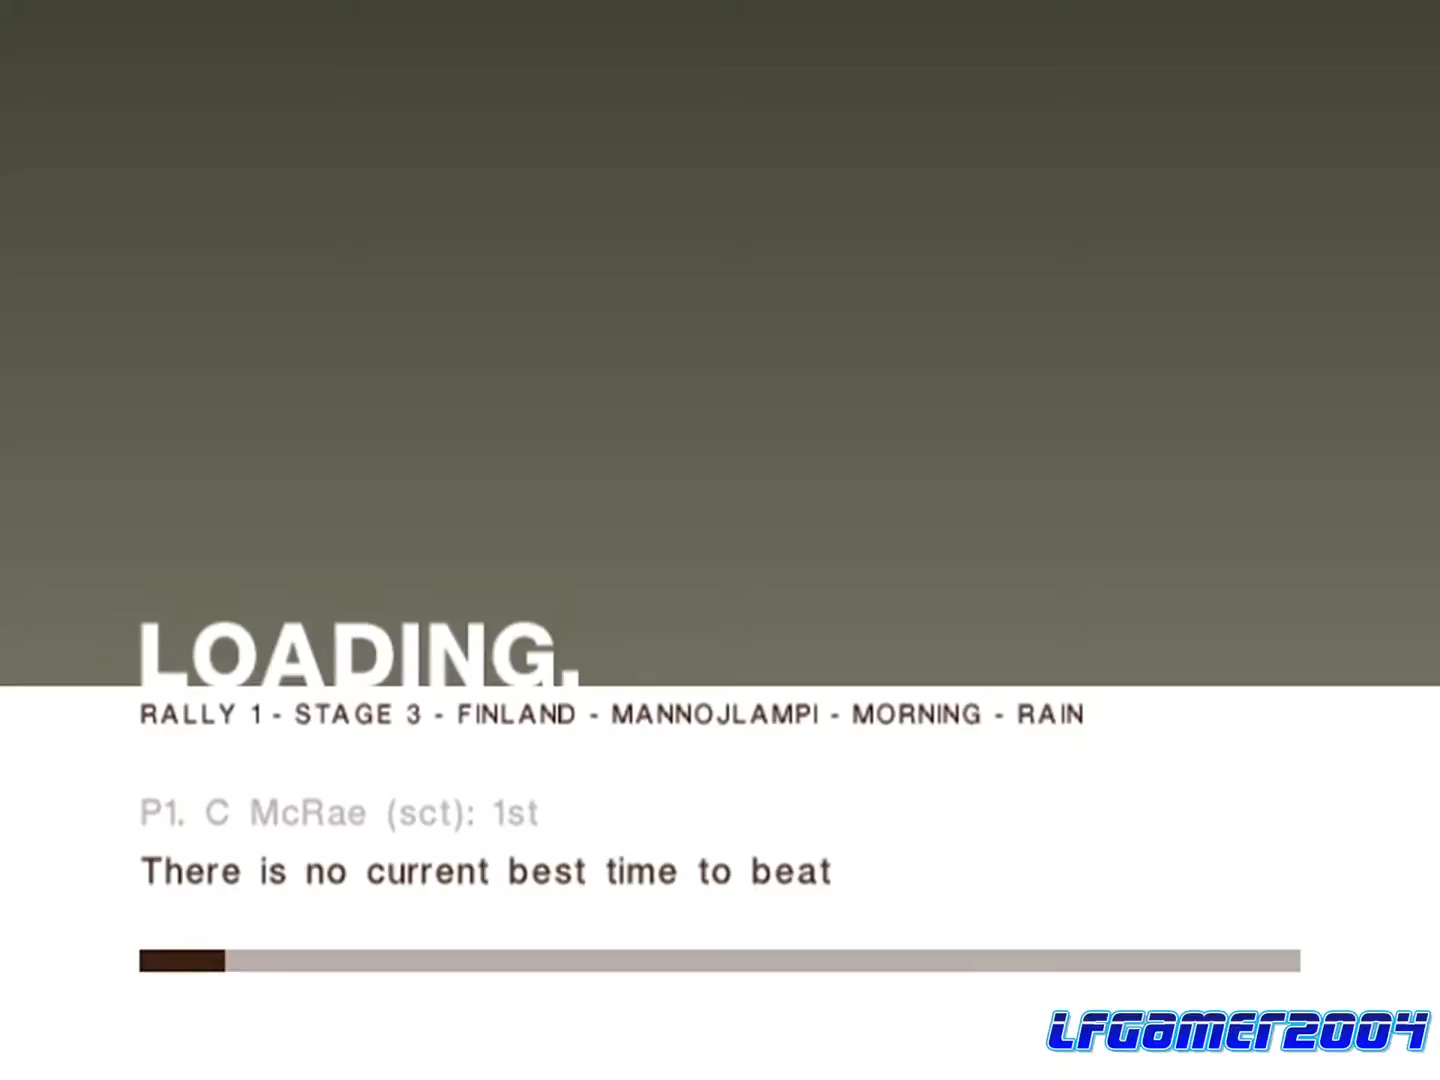 LOADING.
RALLY 1 - STAGE 3 - FINLAND - MANNOJLAMPI - MORNING - RAIN
P1. C McRae (sct): 1st
There is no current best time to beat
LFGamer2004